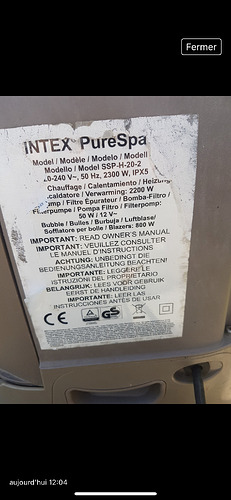 Fermer
INTEX PureSpa
Model / Modèle / Modelo / Modell
Modello / Model SSP-H-20-2
.0-240 V~, 50 Hz, 2300 W, IPX5
Chauffage / Calentamiento / Heizung
caldatore / Verwarming: 2200 W
mp / Filtre Épurateur / Bomba-Filtro /
Filterpumpe / Pompa Filtro / Filterpomp:
50 W / 12 V~
Bubble / Bulles / Burbuja / Luftblase/
Soffiatore per bolle / Blazers: 800 W
IMPORTANT: READ OWNER'S MANUAL
IMPORTANT: VEUILLEZ CONSULTER
LE MANUEL D'INSTRUCTIONS
ACHTUNG: UNBEDINGT DIE
BEDIENUNGSANLEITUNG BEACHTEN!
IMPORTANTE: LEGGERE LE
ISTRUZIONI DEL PROPRIETARIO
BELANGRIJK: LEES VOOR GEBRUIK
EERST DE HANDLEIDING
IMPORTANTE: LEER LAS
INSTRUCCIONES ANTES DE USAR
CE GS
aujourd'hui 12:04